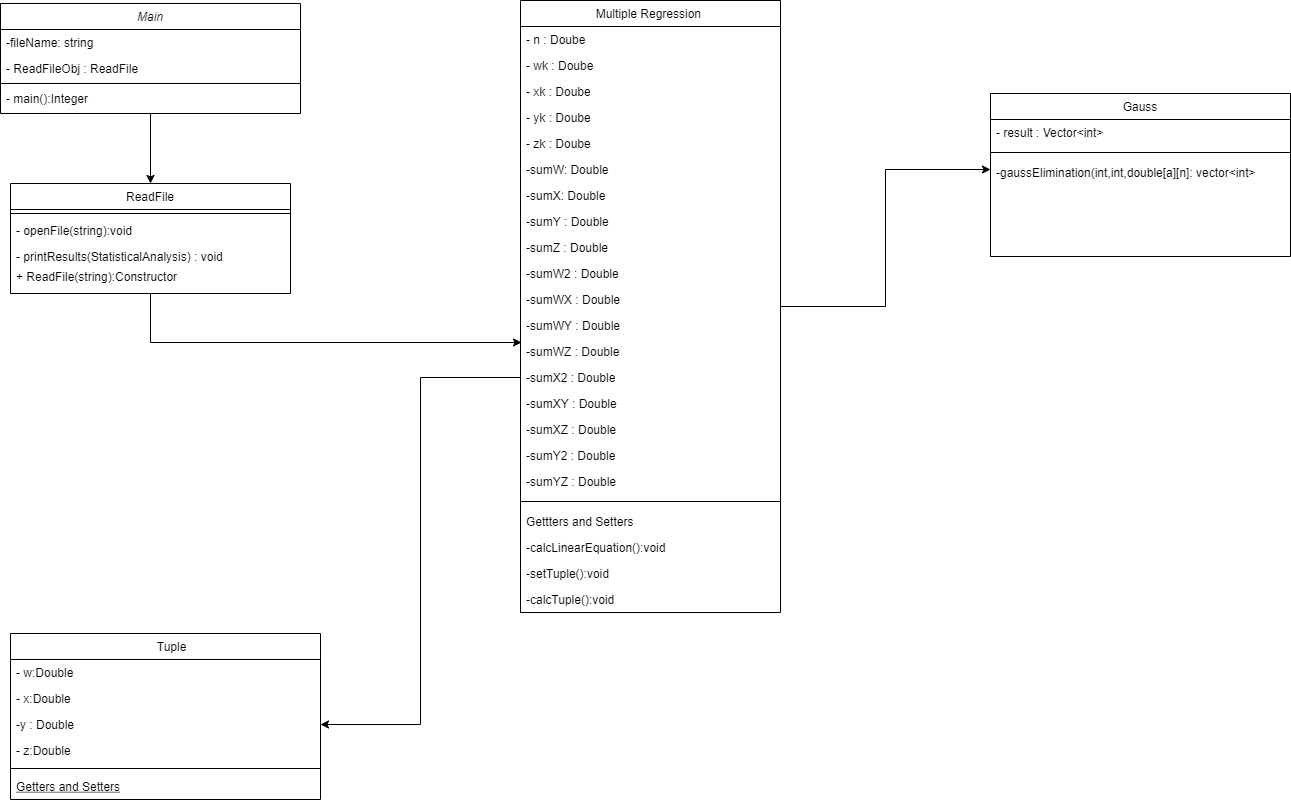 Main
-fileName: string
- ReadFileObj : ReadFile
- main():Integer
ReadFile
- openFile(string):void
- printResults(StatisticalAnalysis) : void
+ ReadFile(string):Constructor
Multiple Regression
- n : Doube
- wk : Doube
- xk : Doube
- yk : Doube
- zk : Doube
-sumW: Double
-sumX: Double
-sumY : Double
-sumZ : Double
-sumW2 : Double
-sumWX : Double
-sumWY : Double
-sumWZ : Double
-sumX2 : Double
-sumXY : Double
-sumXZ : Double
-sumY2 : Double
-sumYZ : Double
Gettters and Setters
-calcLinearEquation():void
-setTuple():void
-calcTuple():void
Gauss
- result : Vector<int>
-gaussElimination(int,int,double[a][n]: vector<int>
Tuple
- w:Double
- x:Double
-y : Double
- z:Double
Getters and Setters